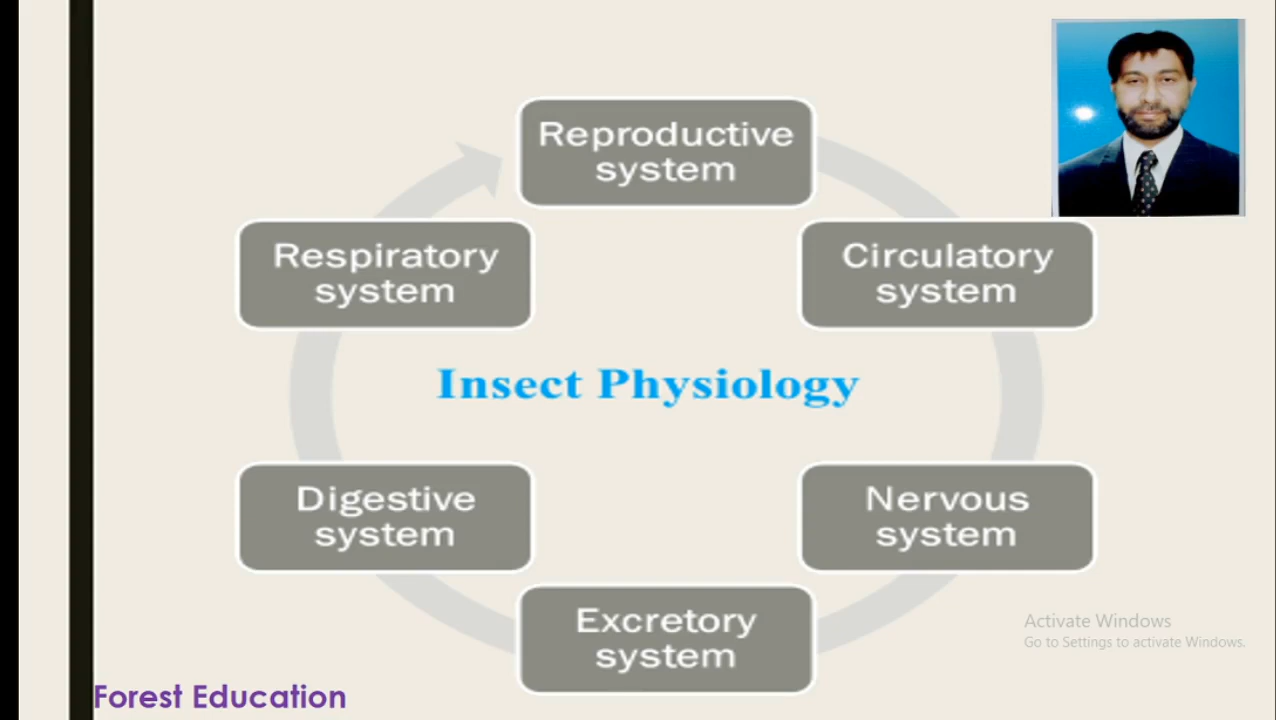 Reproductive
system
Respiratory
system
Circulatory
system
Insect Physiology
Digestive
system
Nervous
system
Excretory
system
Activate Windows
Go to Settings to activate Windows.
Forest Education